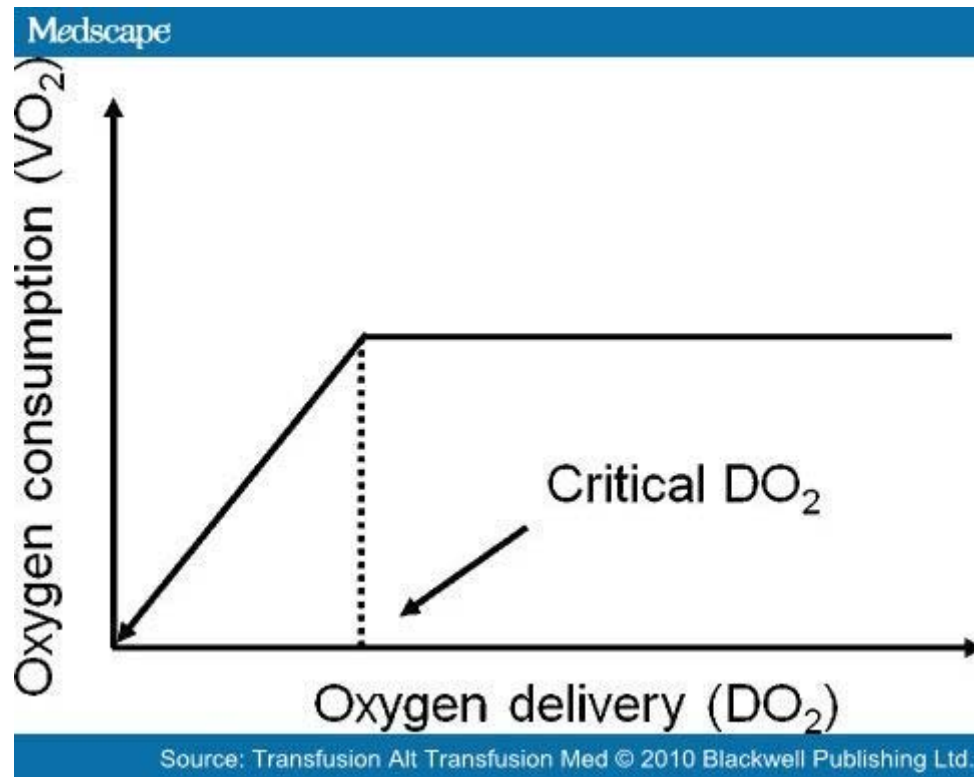 Medscape
Oxygen consumption (VO₂)
Critical DO₂
Oxygen delivery (DO₂)
Source: Transfusion Alt Transfusion Med © 2010 Blackwell Publishing Ltd.